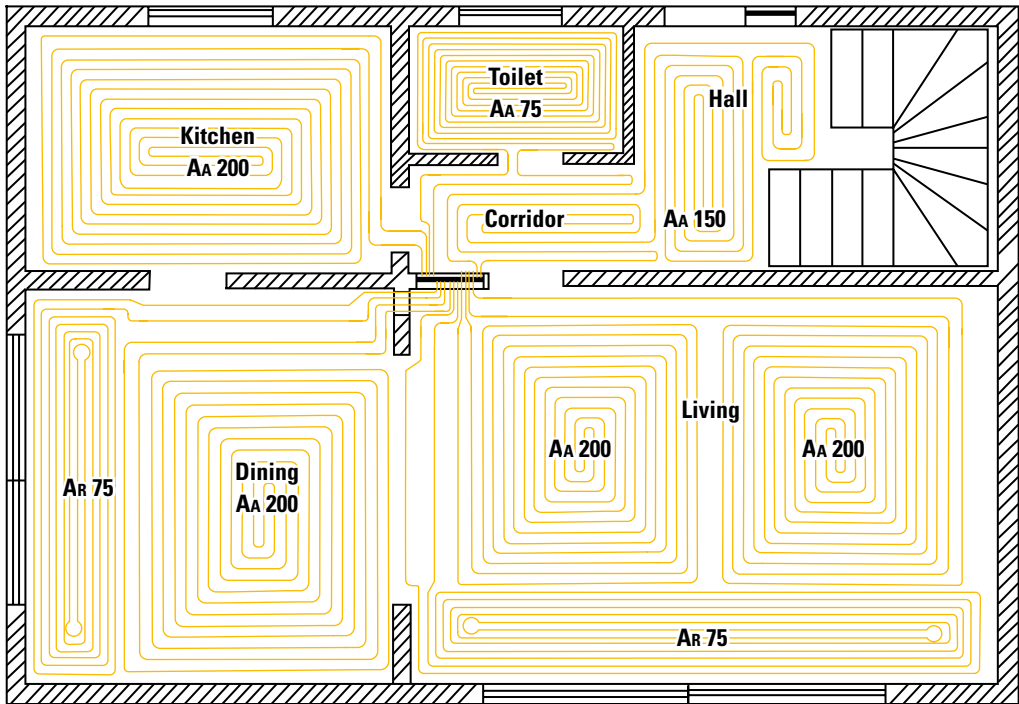 Toilet
AA 75
Hall
Kitchen
AA 200
Corridor
AA 150
Living
Dining
AA 200
AA 200
AA 200
AR 75
AR 75